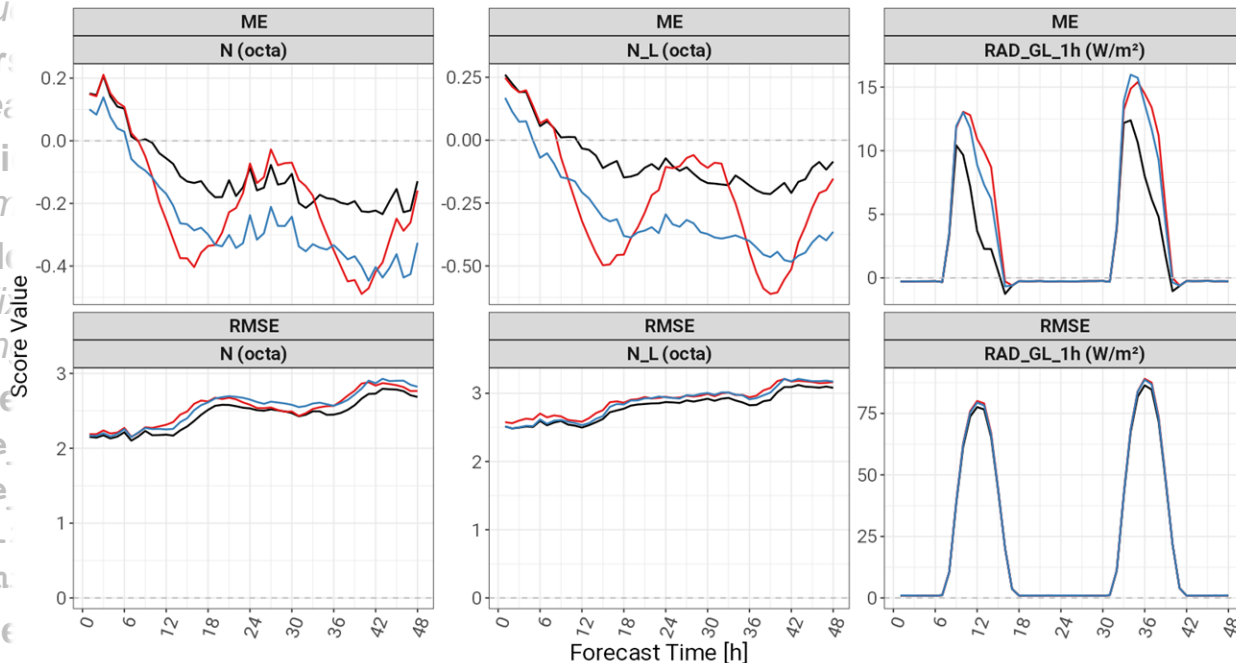 ME
ME
ME
N (octa)
N_L (octa)
RAD_GL_1h (W/m²)
0.2
0.0
-0.2
-0.4
0.25
0.00
-0.25
-0.50
15
10
5
0
Score Value
RMSE
RMSE
RMSE
N (octa)
N_L (octa)
RAD_GL_1h (W/m²)
3
2
1
0
3
2
1
0
75
50
25
0
0 6 12 18 24 30 36 42 48
0 6 12 18 24 30 36 42 48
0 6 12 18 24 30 36 42 48
Forecast Time [h]